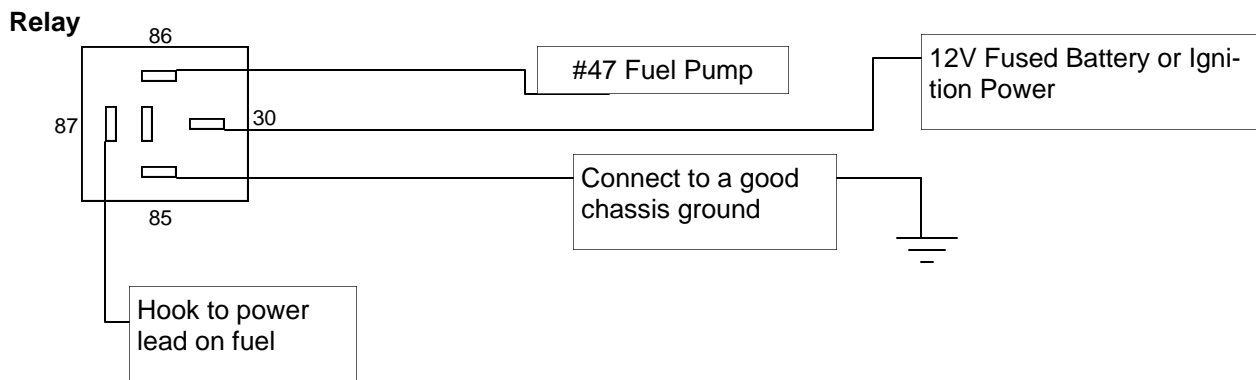 Relay
86
#47 Fuel Pump
12V Fused Battery or Igni-
tion Power
87
30
Connect to a good
chassis ground
85
Hook to power
lead on fuel